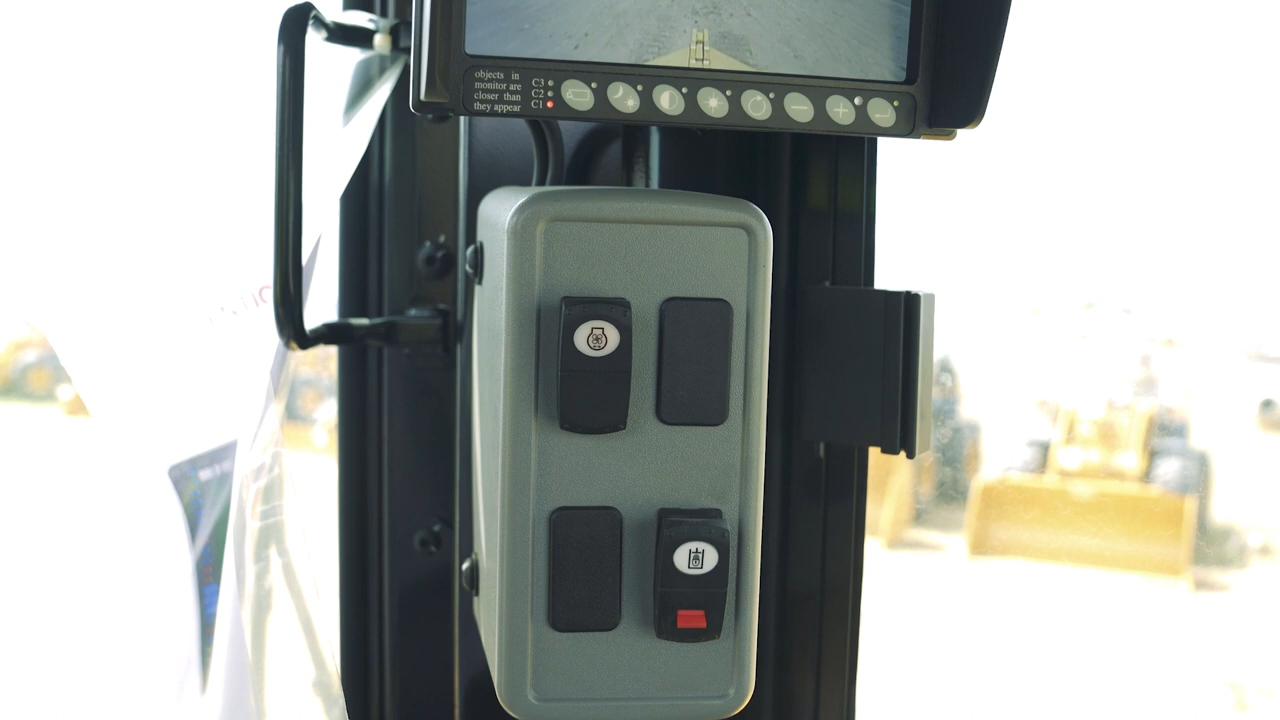 objects in
monitor are
closer than
they appear
C3
C2
C1